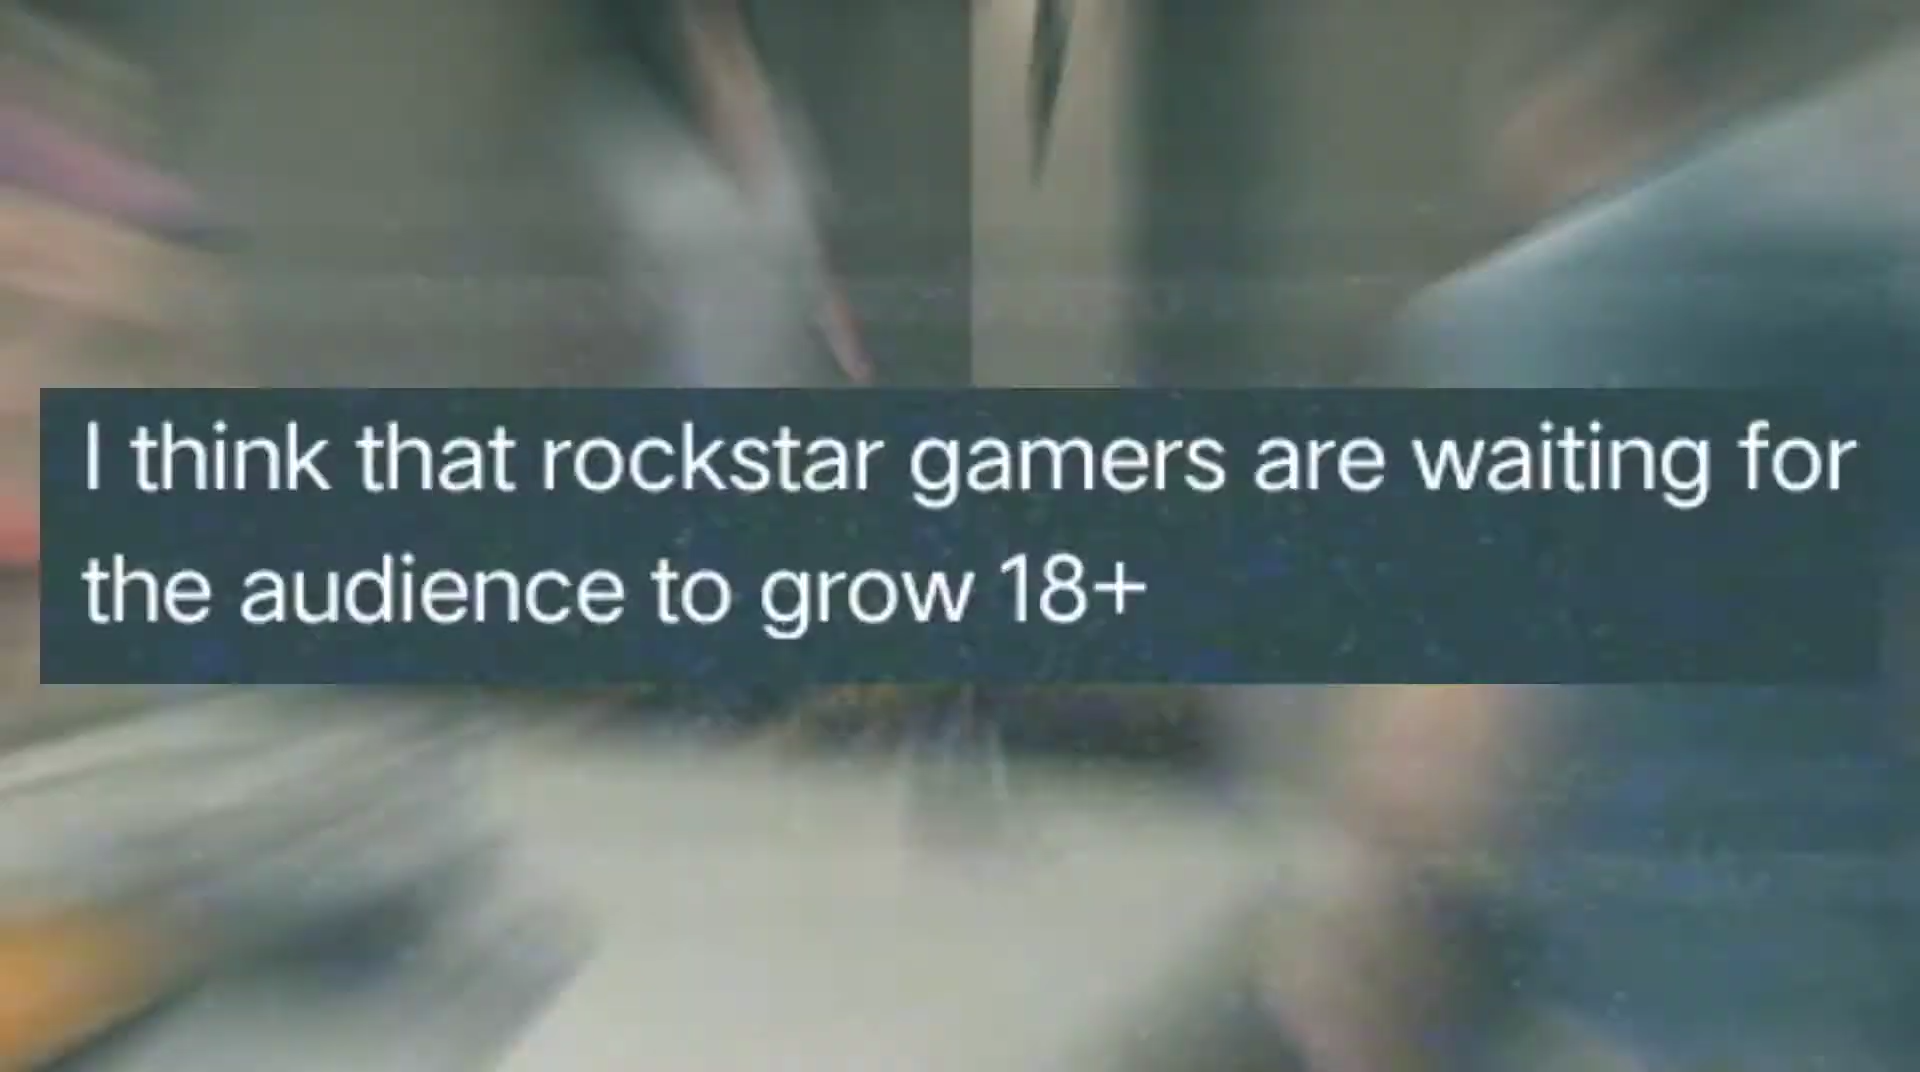 I think that rockstar gamers are waiting for
the audience to grow 18+